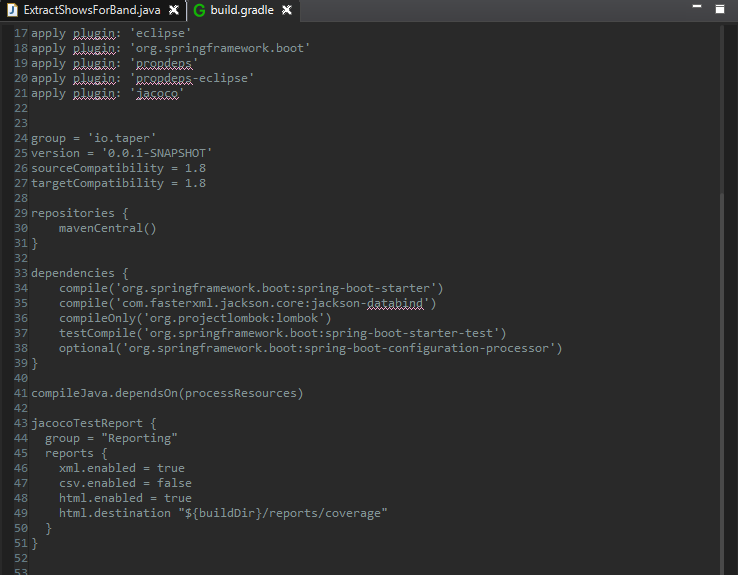 ExtractShowsForBand.java build.gradle
17 apply plugin: 'eclipse'
18 apply plugin: 'org.springframework.boot'
19 apply plugin: 'propdeps'
20 apply plugin: 'propdeps-eclipse'
21 apply plugin: 'jacoco'
22
23
24 group = 'io.taper'
25 version = '0.0.1-SNAPSHOT'
26 sourceCompatibility = 1.8
27 targetCompatibility = 1.8
28
29 repositories {
30     mavenCentral()
31 }
32
33 dependencies {
34     compile('org.springframework.boot:spring-boot-starter')
35     compile('com.fasterxml.jackson.core:jackson-databind')
36     compileOnly('org.projectlombok:lombok')
37     testCompile('org.springframework.boot:spring-boot-starter-test')
38     optional('org.springframework.boot:spring-boot-configuration-processor')
39 }
40
41 compileJava.dependsOn(processResources)
42
43 jacocoTestReport {
44   group = "Reporting"
45   reports {
46     xml.enabled = true
47     csv.enabled = false
48     html.enabled = true
49     html.destination "${buildDir}/reports/coverage"
50   }
51 }
52
53